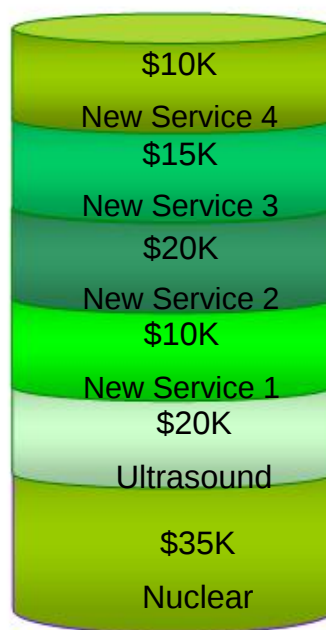 $10K
New Service 4
$15K
New Service 3
$20K
New Service 2
$10K
New Service 1
$20K
Ultrasound
$35K
Nuclear